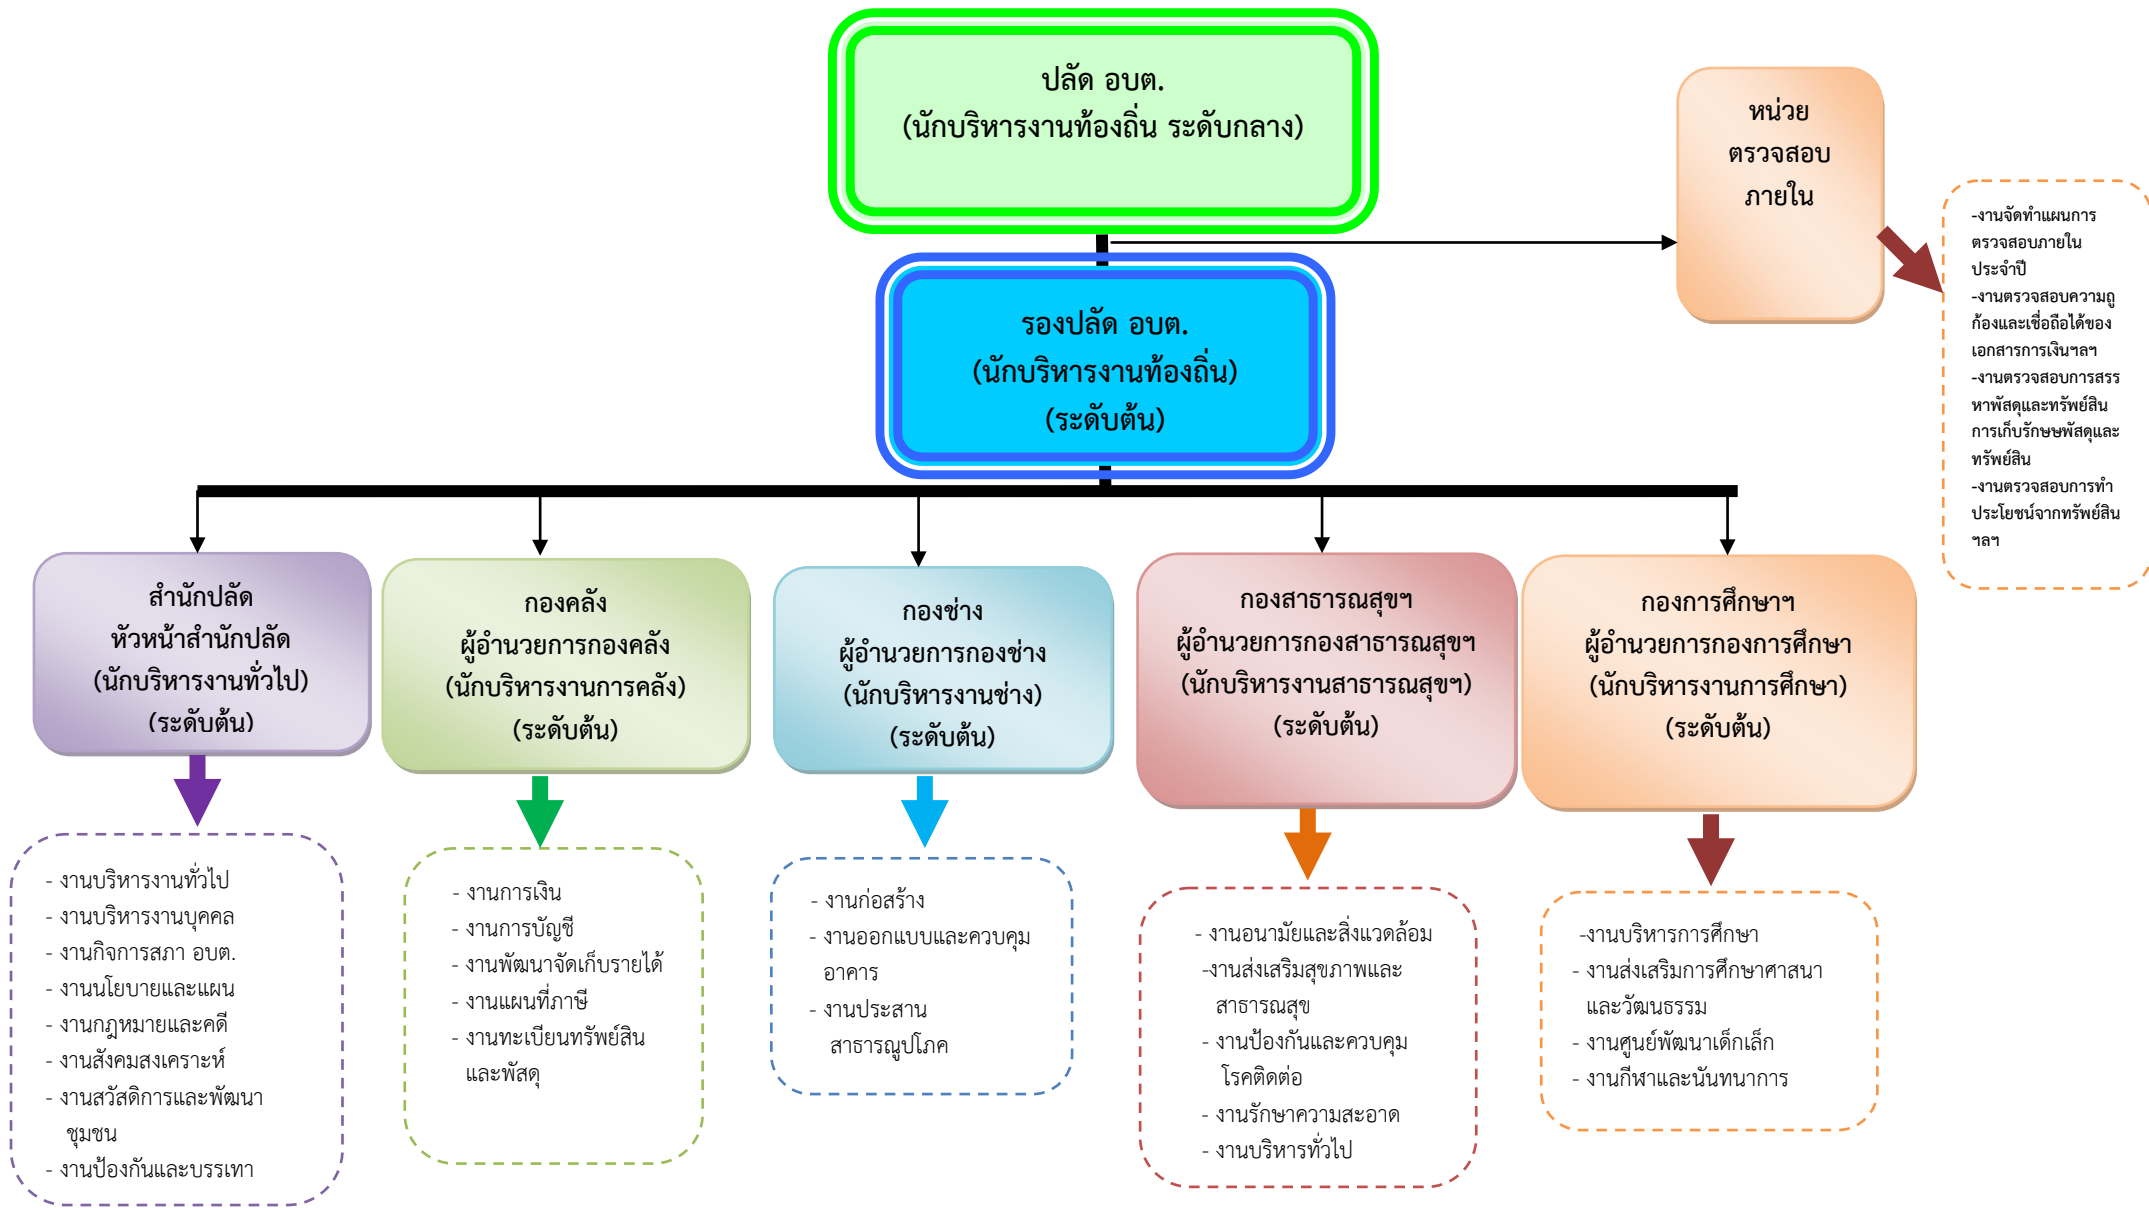 ปลัด อบต.
(นักบริหารงานท้องถิ่น ระดับกลาง)
หน่วย
ตรวจสอบ
ภายใน
-งานจัดทำแผนการ
ตรวจสอบภายใน
ประจำปี
-งานตรวจสอบความถู
ก้องและเชื่อถือได้ของ
เอกสารการเงินฯลฯ
-งานตรวจสอบการสรร
หาพัสดุและทรัพย์สิน
การเก็บรักษษพัสดุและ
ทรัพย์สิน
-งานตรวจสอบการทำ
ประโยชน์จากทรัพย์สิน
ฯลฯ
รองปลัด อบต.
(นักบริหารงานท้องถิ่น)
(ระดับต้น)
สำนักปลัด
หัวหน้าสำนักปลัด
(นักบริหารงานทั่วไป)
(ระดับต้น)
กองคลัง
ผู้อำนวยการกองคลัง
(นักบริหารงานการคลัง)
(ระดับต้น)
กองช่าง
ผู้อำนวยการกองช่าง
(นักบริหารงานช่าง)
(ระดับต้น)
กองสาธารณสุขฯ
ผู้อำนวยการกองสาธารณสุขฯ
(นักบริหารงานสาธารณสุขฯ)
(ระดับต้น)
กองการศึกษาฯ
ผู้อำนวยการกองการศึกษา
(นักบริหารงานการศึกษา)
(ระดับต้น)
- งานบริหารงานทั่วไป
- งานบริหารงานบุคคล
- งานกิจการสภา อบต.
- งานนโยบายและแผน
- งานกฎหมายและคดี
- งานสังคมสงเคราะห์
- งานสวัสดิการและพัฒนา
ชุมชน
- งานป้องกันและบรรเทา
- งานการเงิน
- งานการบัญชี
- งานพัฒนาจัดเก็บรายได้
- งานแผนที่ภาษี
- งานทะเบียนทรัพย์สิน
และพัสดุ
- งานก่อสร้าง
- งานออกแบบและควบคุม
อาคาร
- งานประสาน
สาธารณูปโภค
- งานอนามัยและสิ่งแวดล้อม
-งานส่งเสริมสุขภาพและ
สาธารณสุข
- งานป้องกันและควบคุม
โรคติดต่อ
- งานรักษาความสะอาด
- งานบริหารทั่วไป
-งานบริหารการศึกษา
- งานส่งเสริมการศึกษาศาสนา
และวัฒนธรรม
- งานศูนย์พัฒนาเด็กเล็ก
- งานกีฬาและนันทนาการ